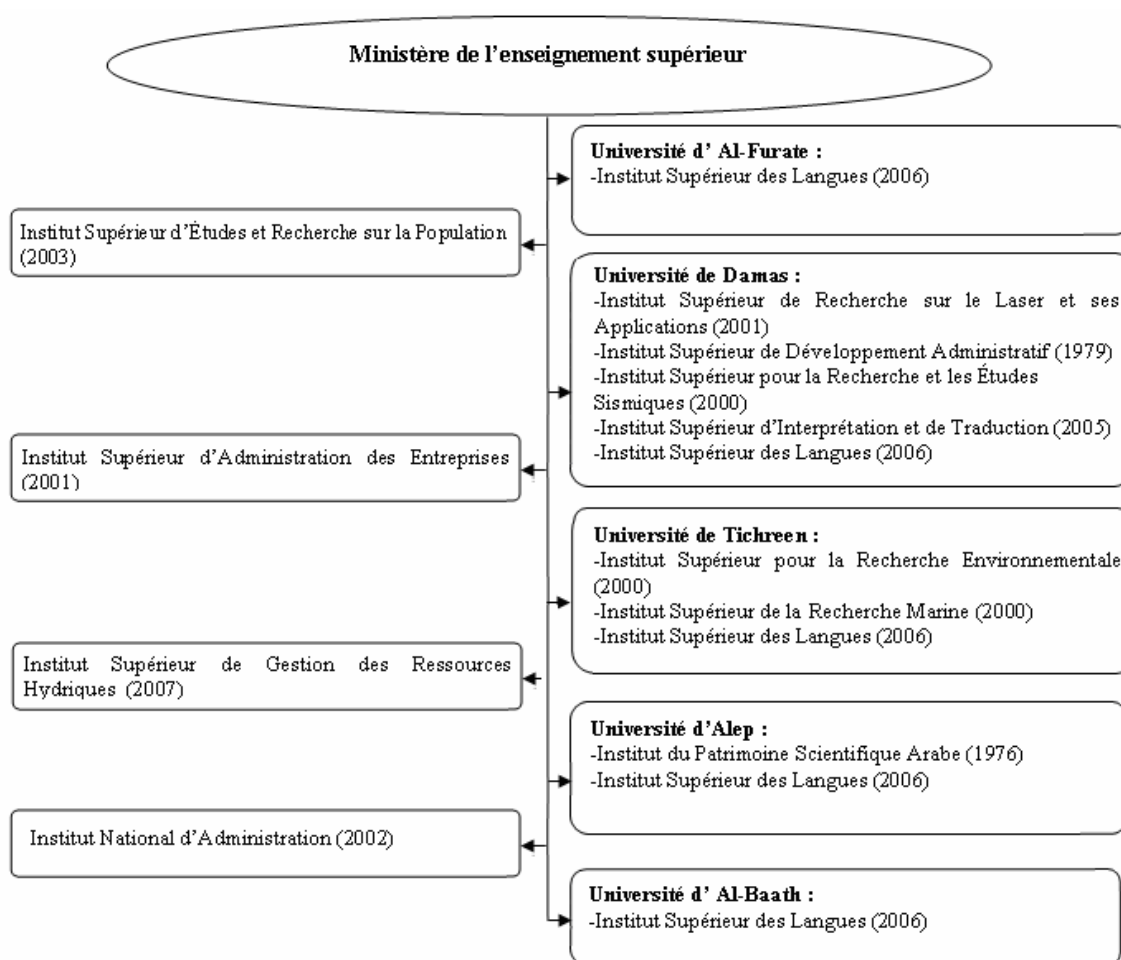 Ministère de l'enseignement supérieur
Université d' Al-Furate :
-Institut Supérieur des Langues (2006)
Institut Supérieur d'Études et Recherche sur la Population
(2003)
Université de Damas :
-Institut Supérieur de Recherche sur le Laser et ses
Applications (2001)
-Institut Supérieur de Développement Administratif (1979)
-Institut Supérieur pour la Recherche et les Études
Sismiques (2000)
-Institut Supérieur d'Interprétation et de Traduction (2005)
-Institut Supérieur des Langues (2006)
Institut Supérieur d'Administration des Entreprises
(2001)
Université de Tichreen :
-Institut Supérieur pour la Recherche Environnementale
(2000)
-Institut Supérieur de la Recherche Marine (2000)
-Institut Supérieur des Langues (2006)
Institut Supérieur de Gestion des Ressources
Hydriques (2007)
Université d'Alep :
-Institut du Patrimoine Scientifique Arabe (1976)
-Institut Supérieur des Langues (2006)
Institut National d'Administration (2002)
Université d' Al-Baath :
-Institut Supérieur des Langues (2006)